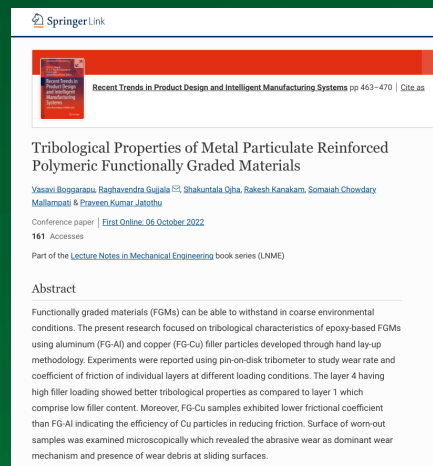 Springer Link
Recent Trends in
Product Design
and Intelligent
Manufacturing
Systems
Recent Trends in Product Design and Intelligent Manufacturing Systems pp 463–470 | Cite as
Tribological Properties of Metal Particulate Reinforced
Polymeric Functionally Graded Materials
Vasavi Boggarapu, Raghavendra Gujjala ✉, Shakuntala Ojha, Rakesh Kanakam, Somaiah Chowdary
Mallampati & Praveen Kumar Jatothu
Conference paper | First Online: 06 October 2022
161 Accesses
Part of the Lecture Notes in Mechanical Engineering book series (LNME)
Abstract
Functionally graded materials (FGMs) can be able to withstand in coarse environmental
conditions. The present research focused on tribological characteristics of epoxy-based FGMs
using aluminum (FG-Al) and copper (FG-Cu) filler particles developed through hand lay-up
methodology. Experiments were reported using pin-on-disk tribometer to study wear rate and
coefficient of friction of individual layers at different loading conditions. The layer 4 having
high filler loading showed better tribological properties as compared to layer 1 which
comprise low filler content. Moreover, FG-Cu samples exhibited lower frictional coefficient
than FG-Al indicating the efficiency of Cu particles in reducing friction. Surface of worn-out
samples was examined microscopically which revealed the abrasive wear as dominant wear
mechanism and presence of wear debris at sliding surfaces.